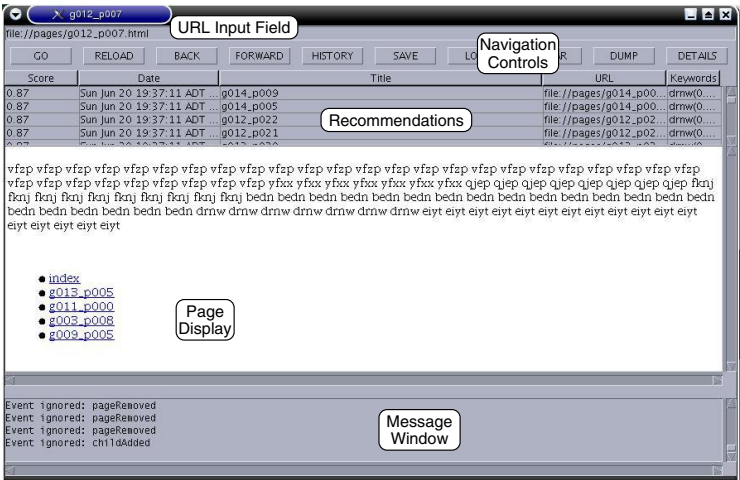 g012_p007
URL Input Field
file://pages/g012_p007.html
GO RELOAD BACK FORWARD HISTORY SAVE LO R DUMP DETAILS
Navigation
Controls
Score Date Title URL Keywords
0.87 Sun Jun 20 19:37:11 ADT ... g014_p009 file://pages/g014_p00... drnw(0....
0.87 Sun Jun 20 19:37:11 ADT ... g014_p005 file://pages/g014_p00... drnw(0....
0.87 Sun Jun 20 19:37:11 ADT ... g012_p022 file://pages/g012_p02... drnw(0....
0.87 Sun Jun 20 19:37:11 ADT ... g012_p021 file://pages/g012_p02... drnw(0....
Recommendations
vfzp vfzp vfzp vfzp vfzp vfzp vfzp vfzp vfzp vfzp vfzp vfzp vfzp vfzp vfzp vfzp vfzp vfzp vfzp vfzp vfzp vfzp vfzp
vfzp vfzp vfzp vfzp vfzp vfzp vfzp vfzp vfzp yfxx yfxx yfxx yfxx yfxx yfxx qjep qjep qjep qjep qjep qjep qjep fknj
fknj fknj fknj fknj fknj fknj fknj fknj bedn bedn bedn bedn bedn bedn bedn bedn bedn bedn bedn bedn bedn
bedn bedn bedn bedn bedn bedn drnw drnw drnw drnw drnw drnw drnw eiyt eiyt eiyt eiyt eiyt eiyt eiyt eiyt eiyt
eiyt eiyt eiyt eiyt
index
g013_p005
g011_p000
g003_p008
g009_p005
Page
Display
Event ignored: pageRemoved
Event ignored: pageRemoved
Event ignored: pageRemoved
Event ignored: childAdded
Message
Window